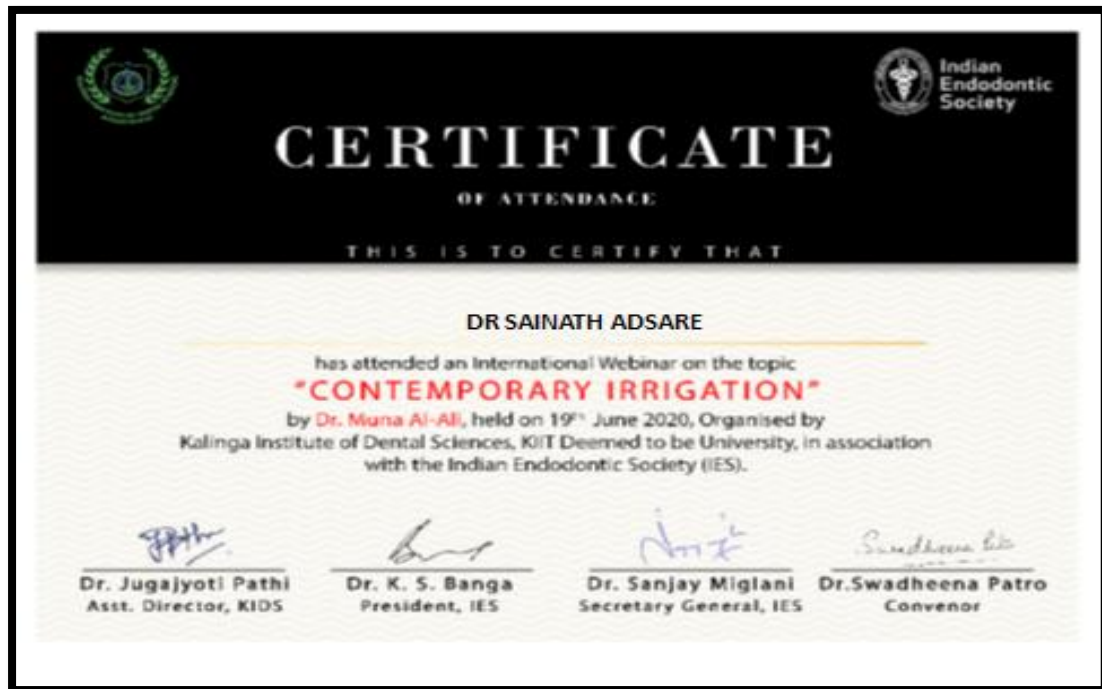 Indian
Endodontic
Society
CERTIFICATE
OF ATTENDANCE
THIS IS TO CERTIFY THAT
DR SAINATH ADSARE
has attended an International Webinar on the topic
"CONTEMPORARY IRRIGATION"
by Dr. Muna Al-Ali, held on 19th June 2020, Organised by
Kalinga Institute of Dental Sciences, KIIT Deemed to be University, in association
with the Indian Endodontic Society (IES).
Dr. Jugajyoti Pathi Dr. K. S. Banga Dr. Sanjay Miglani Dr.Swadheena Patro
Asst. Director, KIDS President, IES Secretary General, IES Convenor